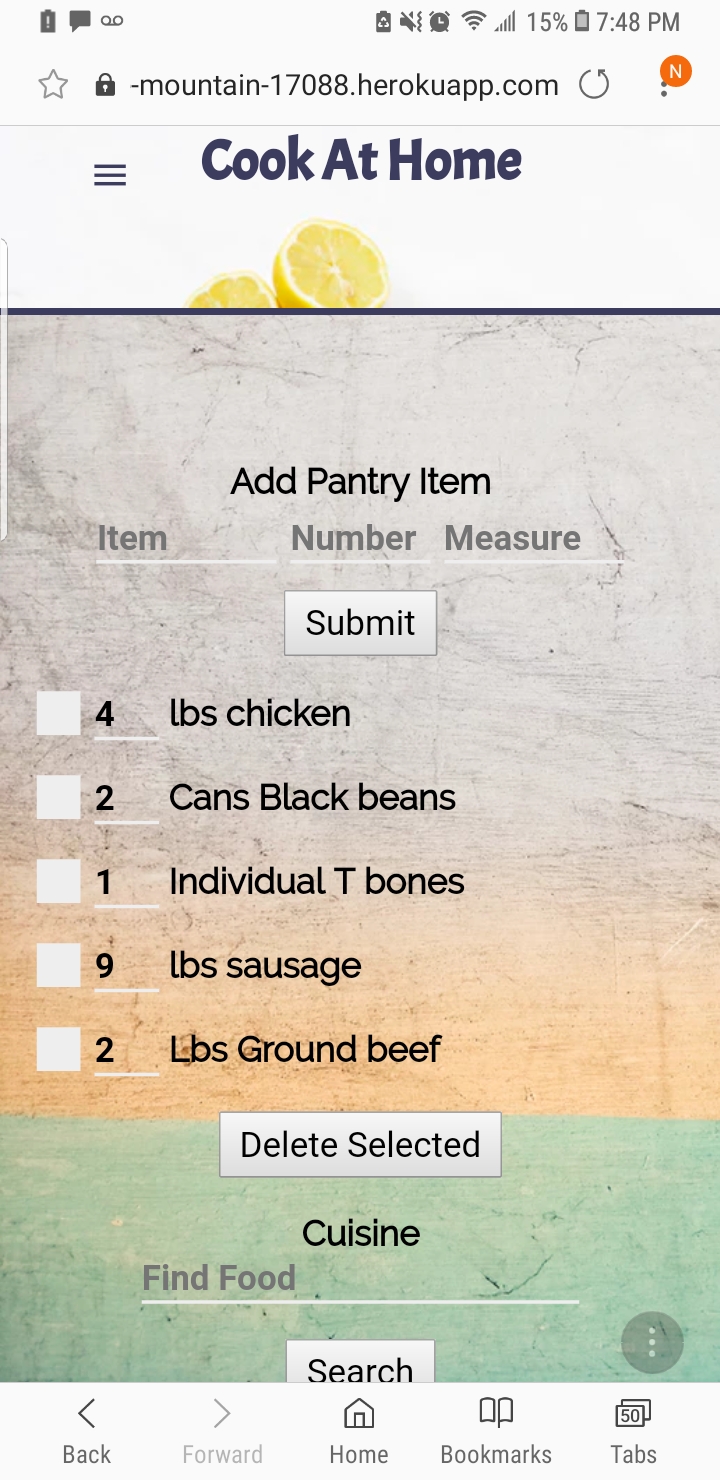 15% 7:48 PM
-mountain-17088.herokuapp.com
N
Cook At Home
Add Pantry Item
Item Number Measure
Submit
4 lbs chicken
2 Cans Black beans
1 Individual T bones
9 lbs sausage
2 Lbs Ground beef
Delete Selected
Cuisine
Find Food
Search
50
Back Forward Home Bookmarks Tabs